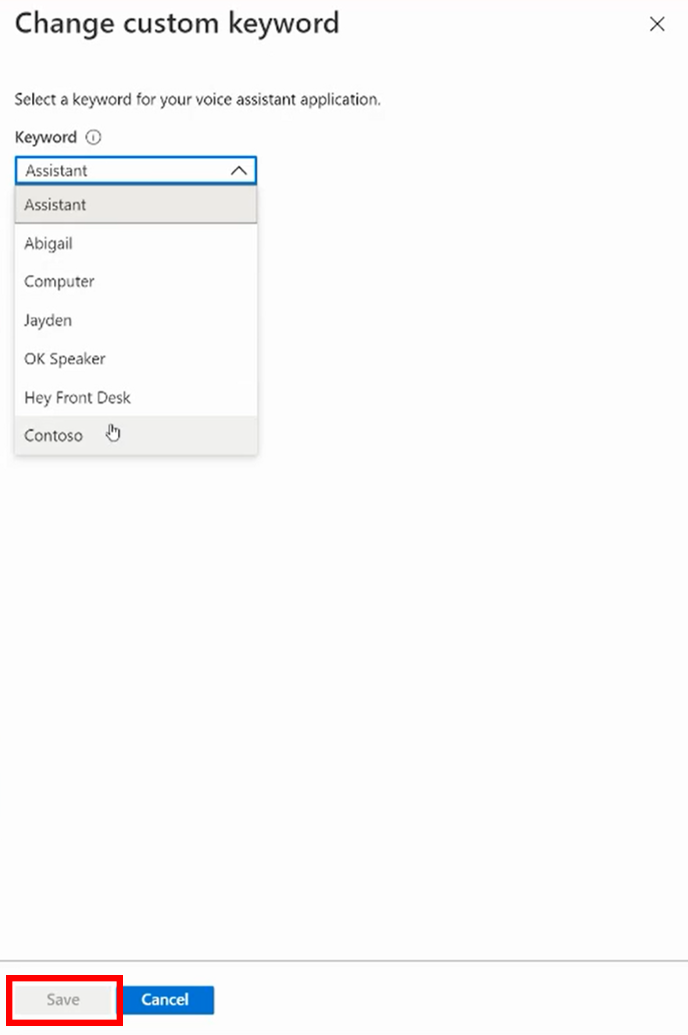 Change custom keyword
Select a keyword for your voice assistant application.
Keyword
Assistant
Assistant
Abigail
Computer
Jayden
OK Speaker
Hey Front Desk
Contoso
Save Cancel